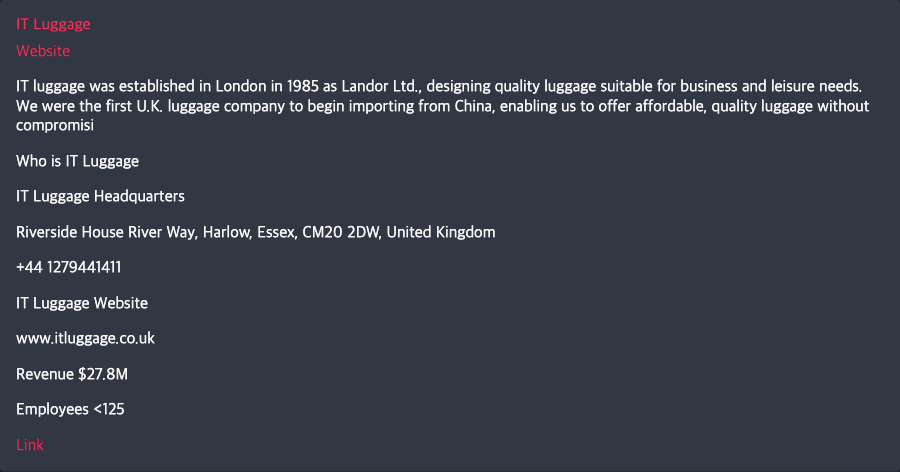 IT Luggage
Website
IT luggage was established in London in 1985 as Landor Ltd., designing quality luggage suitable for business and leisure needs.
We were the first U.K. luggage company to begin importing from China, enabling us to offer affordable, quality luggage without
compromisi
Who is IT Luggage
IT Luggage Headquarters
Riverside House River Way, Harlow, Essex, CM20 2DW, United Kingdom
+44 1279441411
IT Luggage Website
www.itluggage.co.uk
Revenue $27.8M
Employees <125
Link